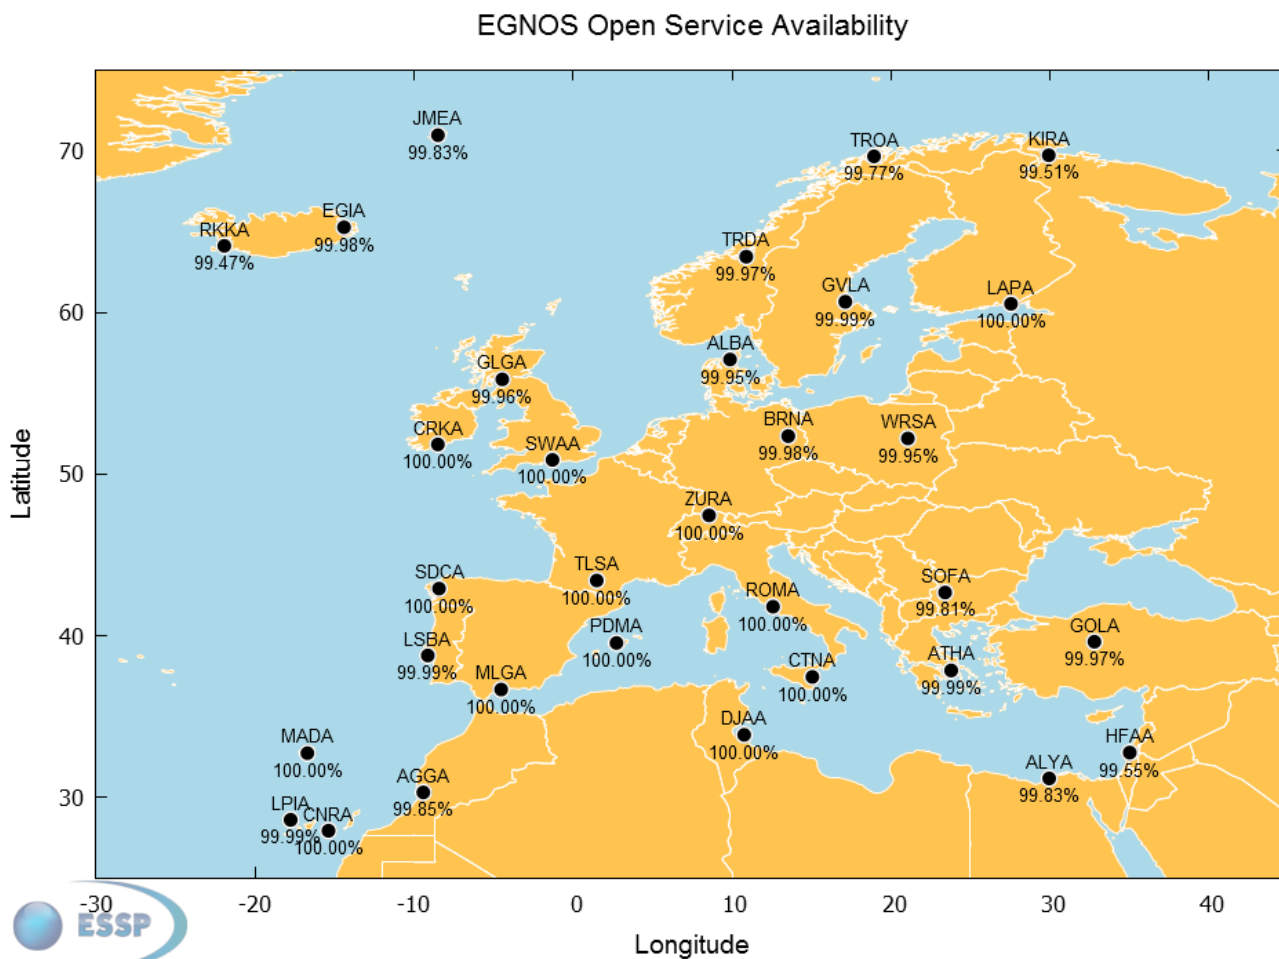 EGNOS Open Service Availability
JMEA
99.83%
TROA
99.77%
KIRA
99.51%
70
EGIA
99.98%
RKKA
99.47%
TRDA
99.97%
GVLA
99.99%
LAPA
100.00%
60
ALBA
99.95%
GLGA
99.96%
CRKA
100.00%
SWAA
100.00%
BRNA
99.98%
WRSA
99.95%
50
ZURA
100.00%
SDCA
100.00%
TLSA
100.00%
ROMA
100.00%
SOFA
99.81%
PDMA
100.00%
GOLA
99.97%
40
LSBA
99.99%
MLGA
100.00%
CTNA
100.00%
ATHA
99.99%
DJAA
100.00%
MADA
100.00%
HFAA
99.55%
ALYA
99.83%
AGGA
99.85%
30
LPIA
99.99%
CNRA
100.00%
Latitude
-30 -20 -10 0 10 20 30 40
Longitude
ESSP